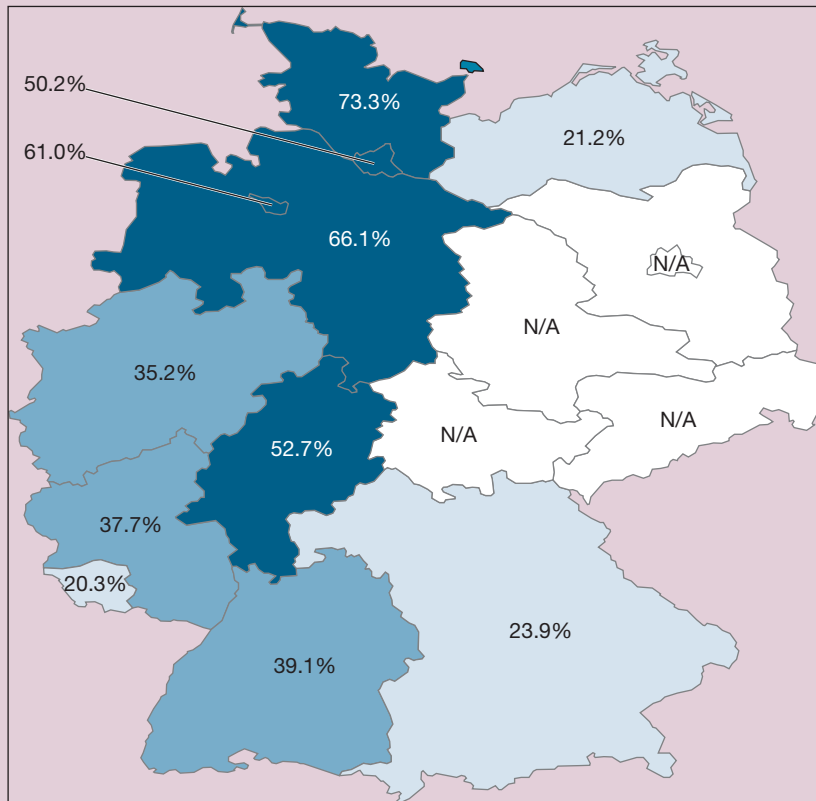 50.2%
73.3%
21.2%
61.0%
66.1%
N/A
N/A
35.2%
N/A
N/A
52.7%
37.7%
20.3%
23.9%
39.1%